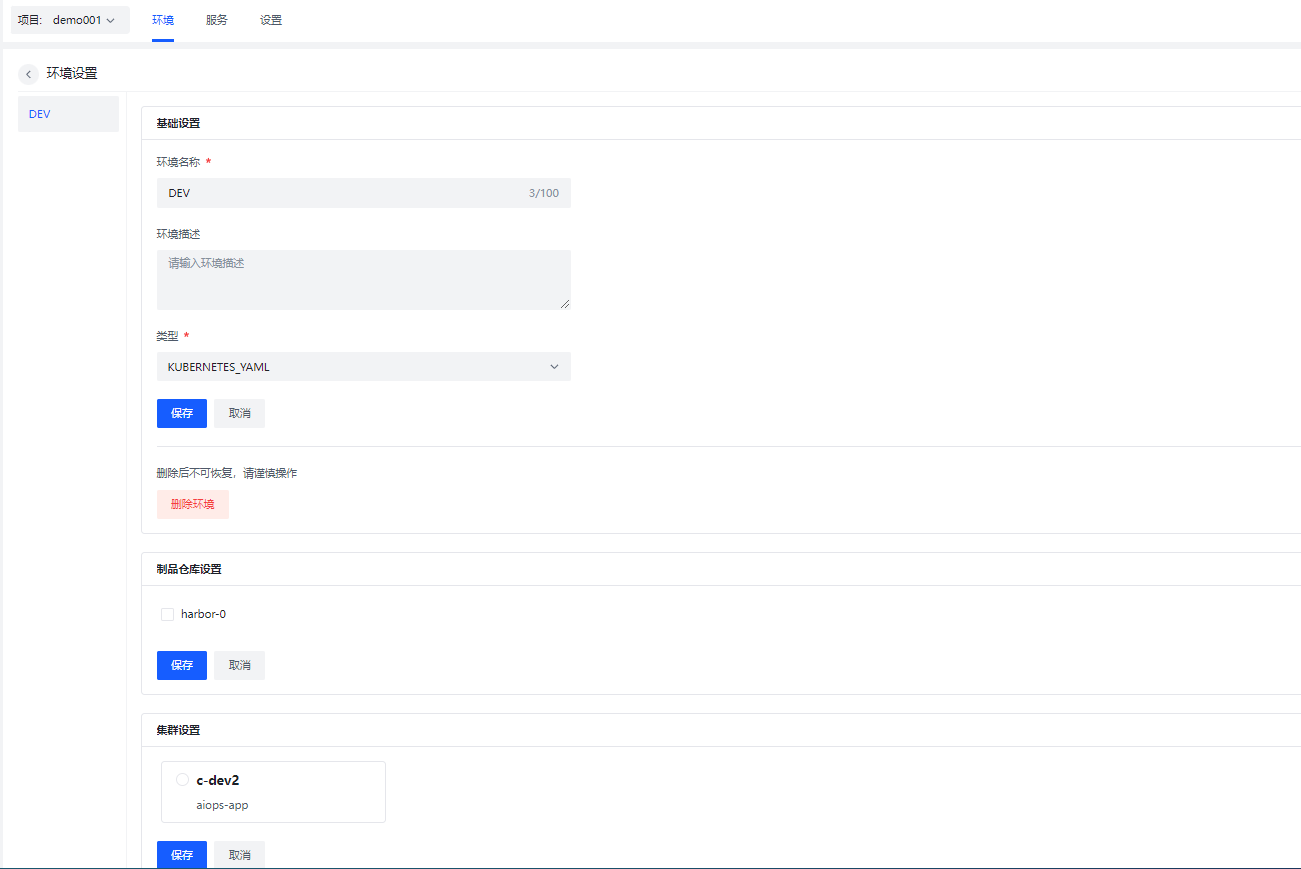 项目: demo001 环境 服务 设置
环境设置
DEV
基础设置
环境名称 *
DEV 3/100
环境描述
请输入环境描述
类型 *
KUBERNETES_YAML
保存 取消
删除后不可恢复，请谨慎操作
删除环境
制品仓库设置
harbor-0
保存 取消
集群设置
c-dev2
aiops-app
保存 取消